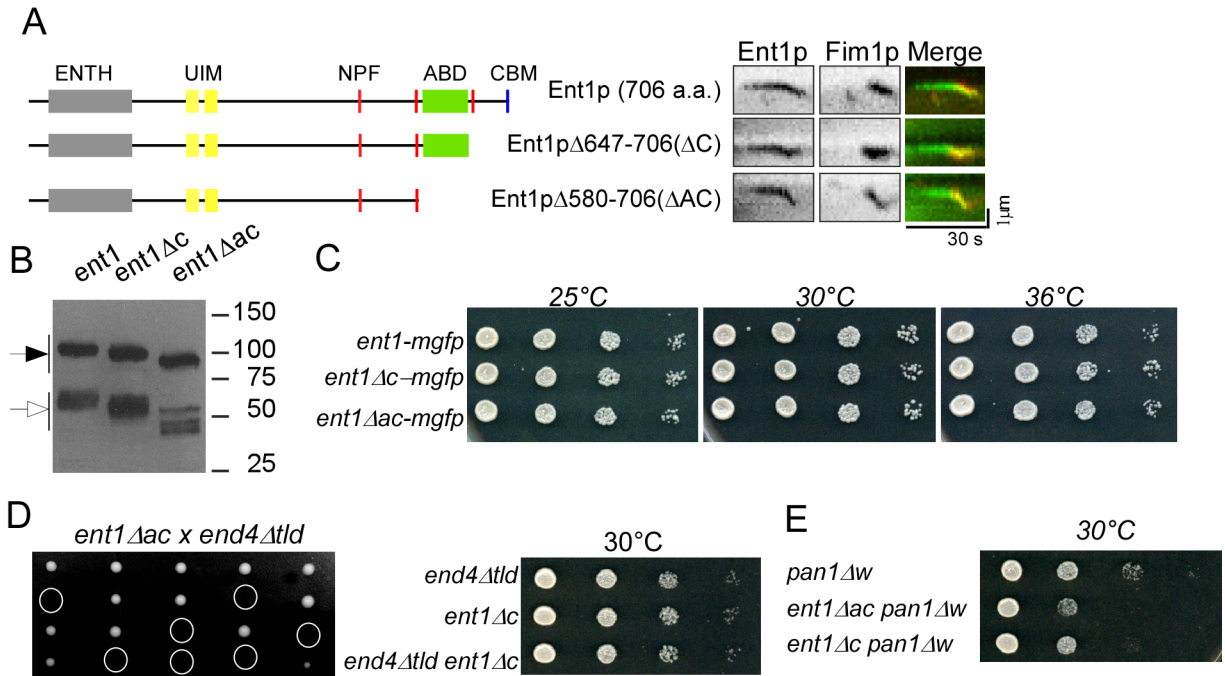 A
ENTH UIM NPF ABD CBM
Ent1p Fim1p Merge
Ent1p (706 a.a.)
Ent1pΔ647-706(ΔC)
Ent1pΔ580-706(ΔAC)
1μm
30 s
B
ent1 ent1Δc ent1Δac
150
100
75
50
25
C
25°C 30°C 36°C
ent1-mgfp
ent1Δc-mgfp
ent1Δac-mgfp
D
ent1Δac x end4Δtld
30°C
end4Δtld
ent1Δc
end4Δtld ent1Δc
E
30°C
pan1Δw
ent1Δac pan1Δw
ent1Δc pan1Δw